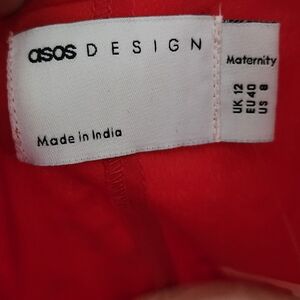 asos DESIGN
Made in India
Maternity
UK 12
EU 40
US 8